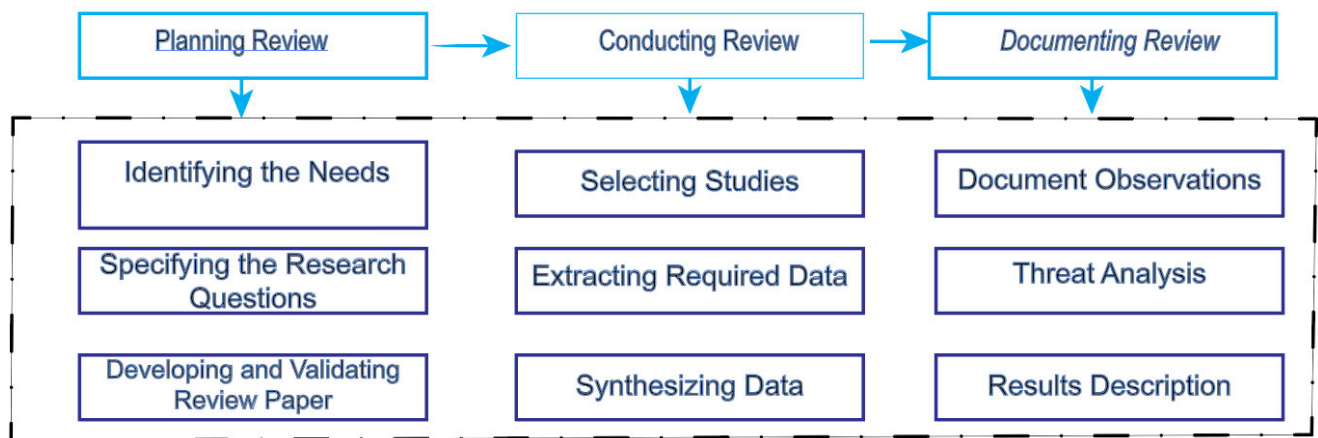 Planning Review
Conducting Review
Documenting Review
Identifying the Needs
Selecting Studies
Document Observations
Specifying the Research
Questions
Extracting Required Data
Threat Analysis
Developing and Validating
Review Paper
Synthesizing Data
Results Description